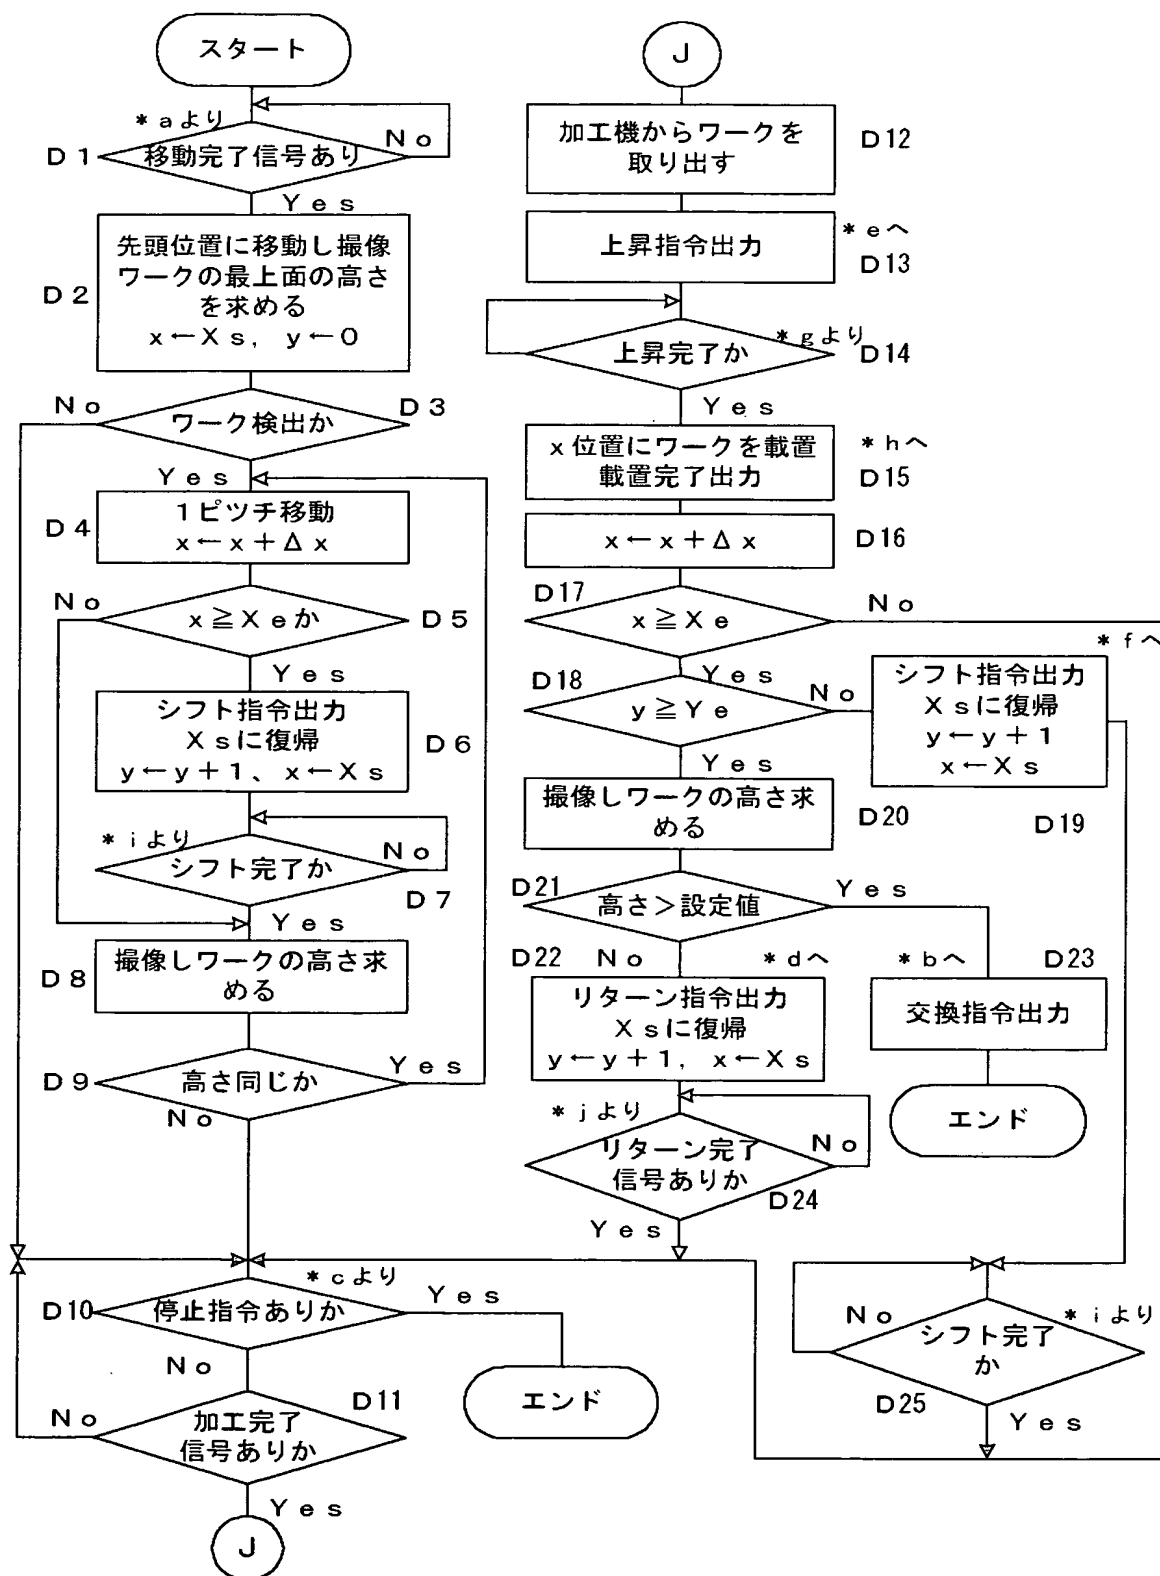 スタート
*aより
D1
移動完了信号あり
No
Yes
D2
先頭位置に移動し撮像
ワークの最上面の高さ
を求める
x←Xs, y←0
No
D3
ワーク検出か
Yes
D4
1ピッチ移動
x←x+Δx
No
x≧Xeか
D5
Yes
シフト指令出力
Xsに復帰
y←y+1、x←Xs
D6
*iより
シフト完了か
No
D7
Yes
D8
撮像しワークの高さ求
める
D9
高さ同じか
Yes
No
*cより
D10
停止指令ありか
Yes
No
エンド
D11
No
加工完了
信号ありか
Yes
J
J
加工機からワークを
取り出す
D12
上昇指令出力
*eへ
D13
上昇完了か
*gより
D14
Yes
x位置にワークを載置
載置完了出力
*hへ
D15
x←x+Δx
D16
D17
x≧Xe
No
Yes
*fへ
D18
y≧Ye
No
Yes
シフト指令出力
Xsに復帰
y←y+1
x←Xs
D19
撮像しワークの高さ求
める
D20
D21
高さ>設定値
Yes
No
D22
*dへ
リターン指令出力
Xsに復帰
y←y+1, x←Xs
*bへ
D23
交換指令出力
エンド
*jより
リターン完了
信号ありか
No
D24
Yes
No
*iより
シフト完了
か
D25
Yes